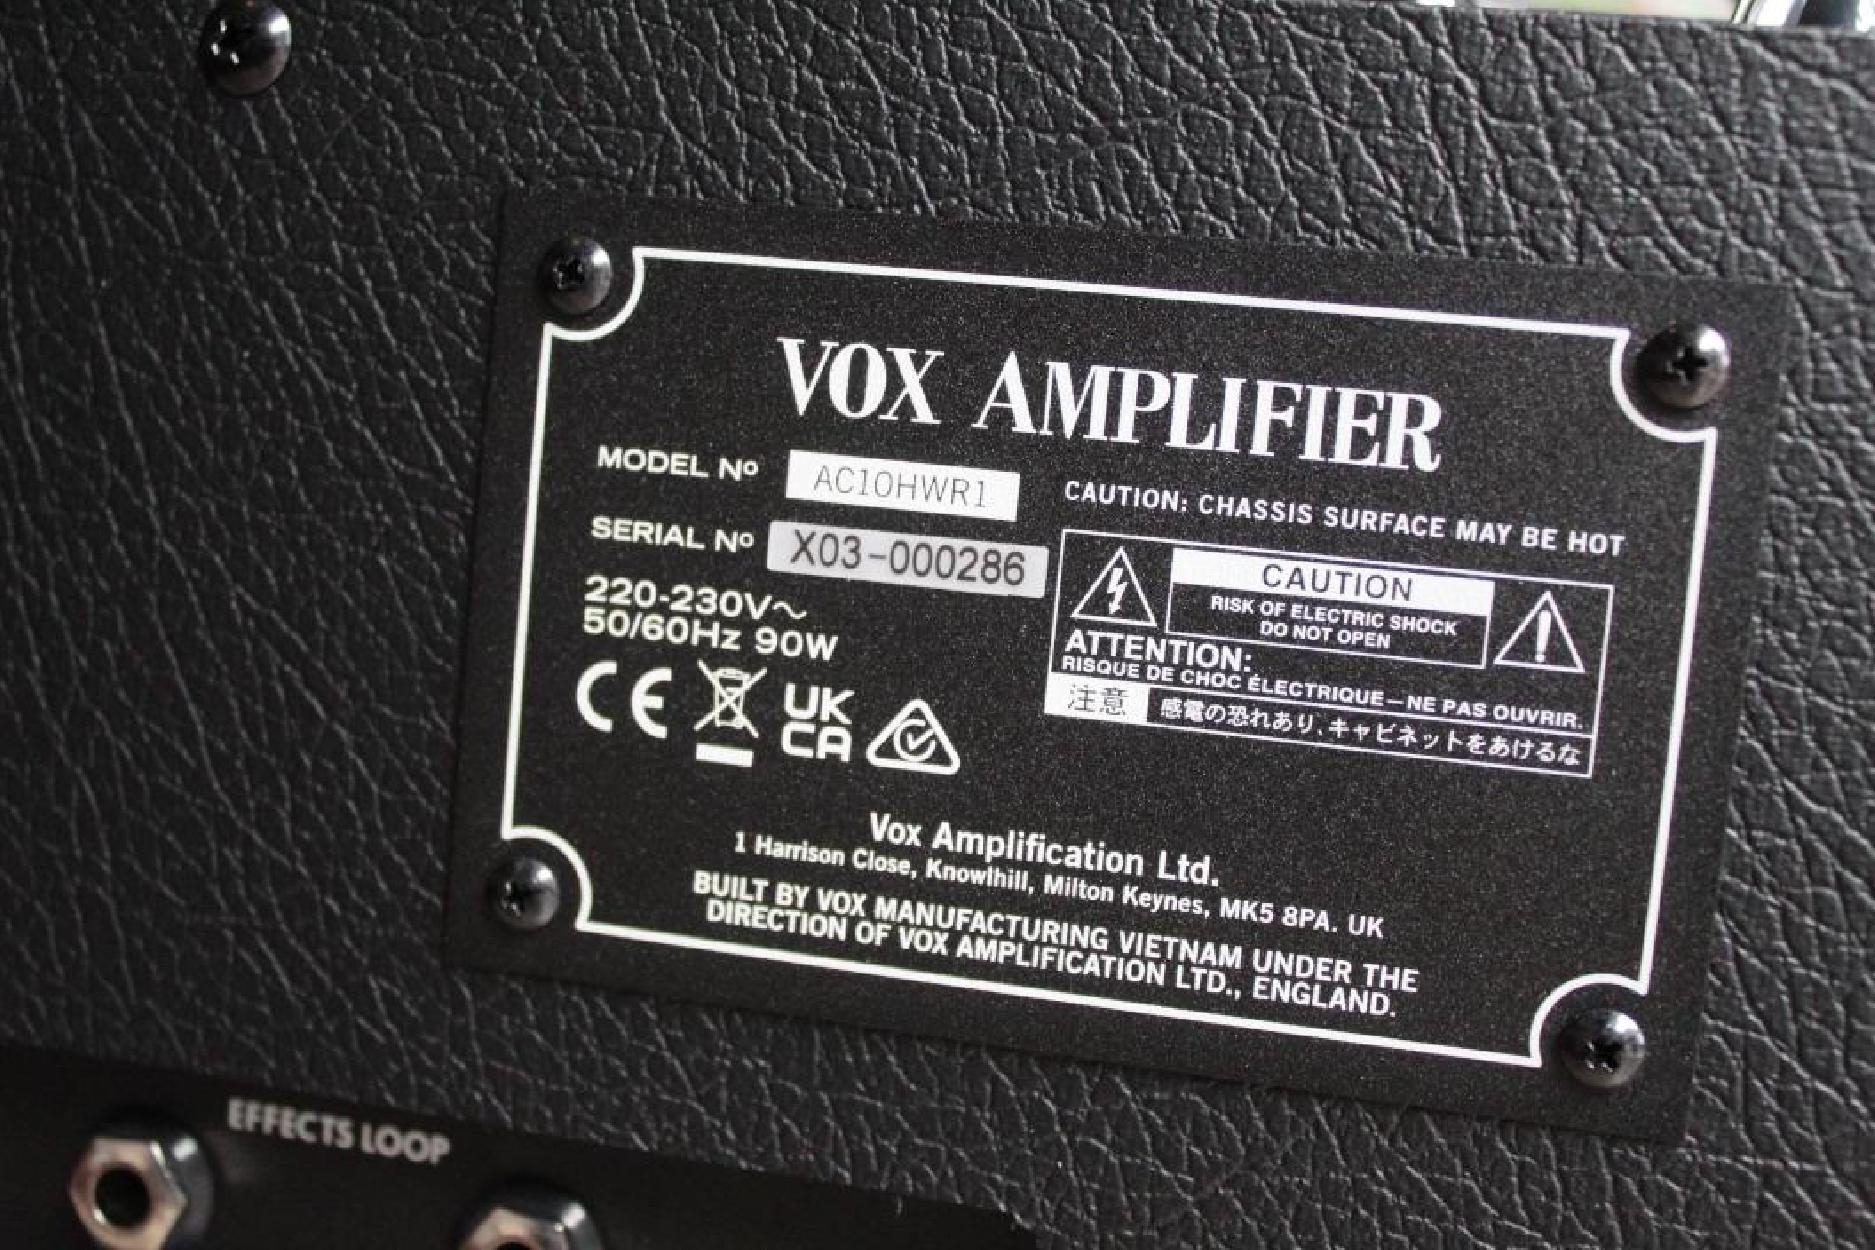 VOX AMPLIFIER
MODEL Nº AC10HWR1
SERIAL Nº X03-000286
220-230V~
50/60Hz 90W
CE
UK
CA
CAUTION: CHASSIS SURFACE MAY BE HOT
CAUTION
RISK OF ELECTRIC SHOCK
DO NOT OPEN
ATTENTION:
RISQUE DE CHOC ÉLECTRIQUE—NE PAS OUVRIR.
注意 感電の恐れあり、キャビネットをあけるな
Vox Amplification Ltd.
1 Harrison Close, Knowlhill, Milton Keynes, MK5 8PA. UK
BUILT BY VOX MANUFACTURING VIETNAM UNDER THE
DIRECTION OF VOX AMPLIFICATION LTD., ENGLAND.
EFFECTS LOOP